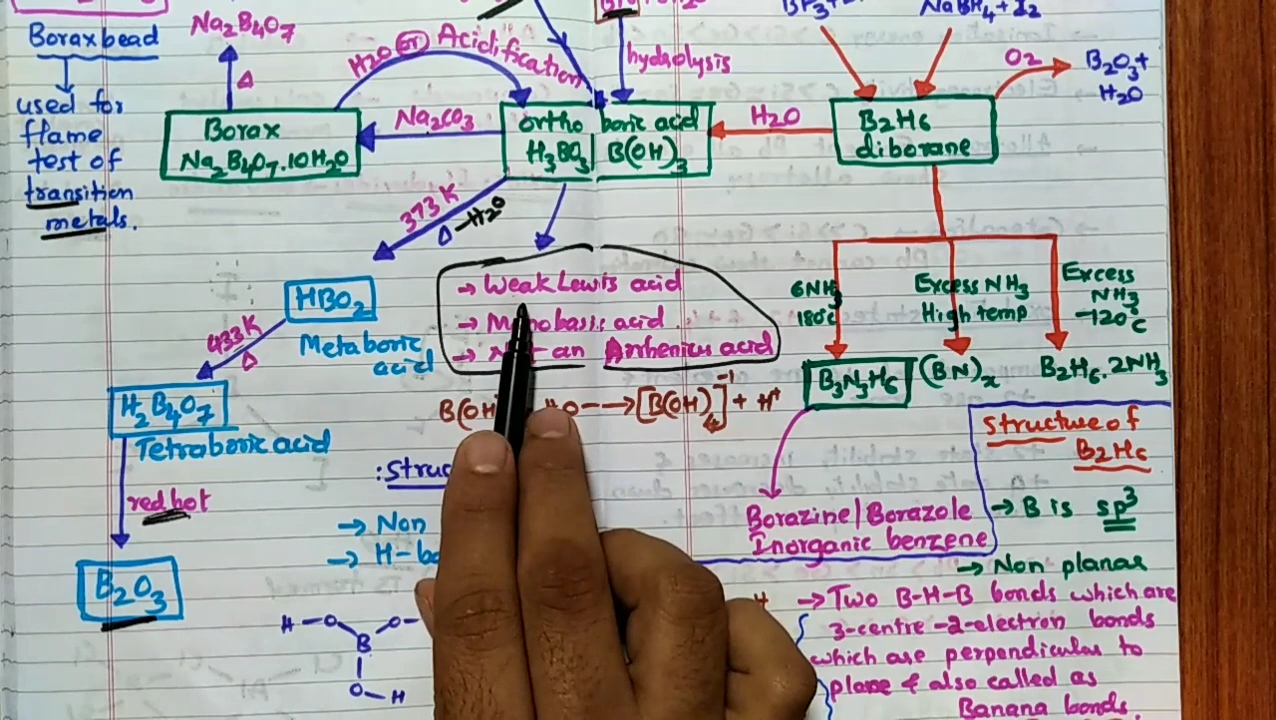 Na2B4O7
NaBH4 + I2
Borax bead
used for
flame
test of
transition
metals.
Δ
H2O or Acidification
hydrolysis
O2
B2O3+
H2O
Borax
Na2B4O7.10H2O
Na2CO3
ortho boric acid
H3BO3 B(OH)3
H2O
B2H6
diborane
373 K
Δ -H2O
HBO2
Metaboric
acid
→ Weak Lewis acid
→ Monobasic acid
→ an Arrhenius acid
6NH3
180°C
Excess NH3
High temp
Excess
NH3
-120°C
433K
Δ
H2B4O7
Tetraboric acid
B(OH → [B(OH)4]-1 + H+
B3N3H6
(BN)x
B2H6.2NH3
red hot
B2O3
Borazine/Borazole
Inorganic benzene
Structure of
B2H6
→ B is sp3
→ Non planar
→ Two B-H-B bonds which are
3-centre-2-electron bonds
which are perpendicular to
plane & also called as
Banana bonds.
→ Non
H-O
B
O-
O-H
H